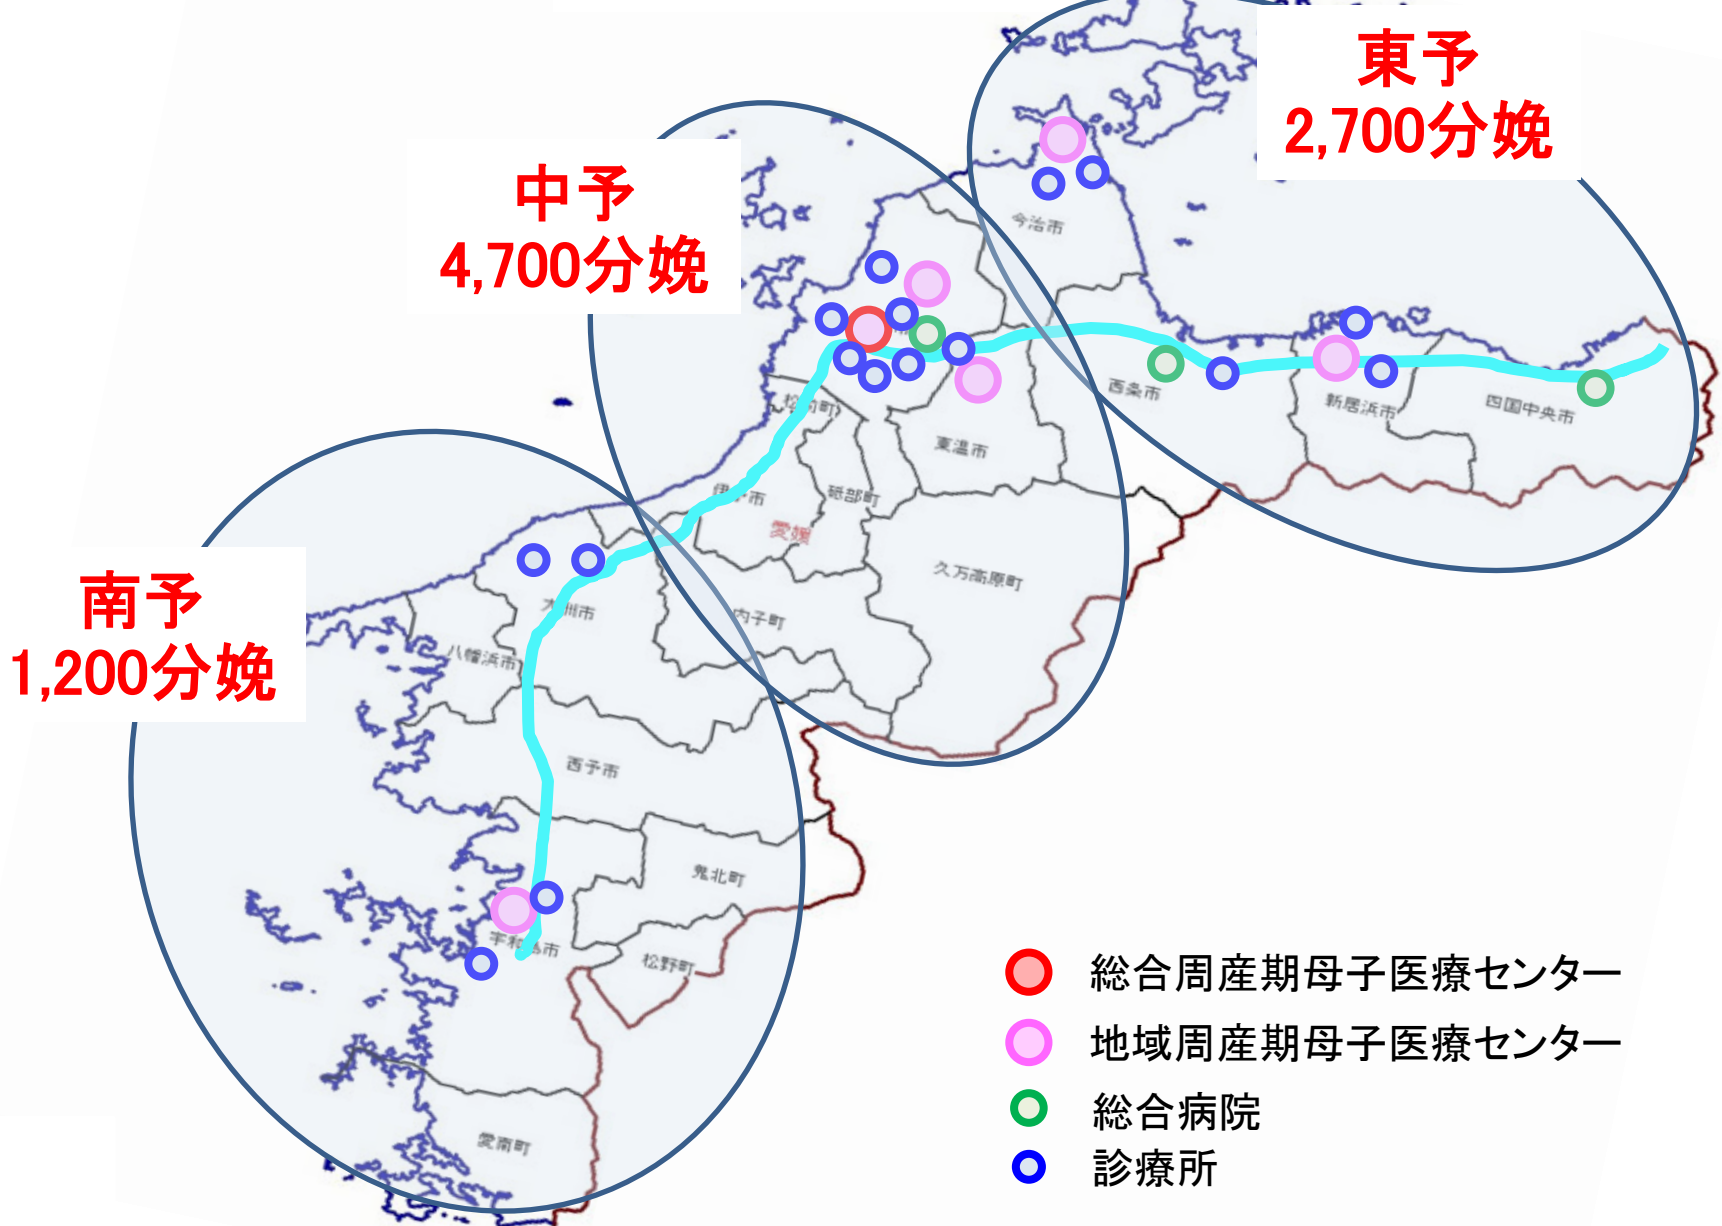 東予
2,700分娩
中予
4,700分娩
今治市
西条市
新居浜市
四国中央市
松前町
東温市
伊予市
砥部町
愛媛
久万高原町
南予
1,200分娩
大洲市
内子町
八幡浜市
西予市
鬼北町
宇和島市
松野町
愛南町
総合周産期母子医療センター
地域周産期母子医療センター
総合病院
診療所